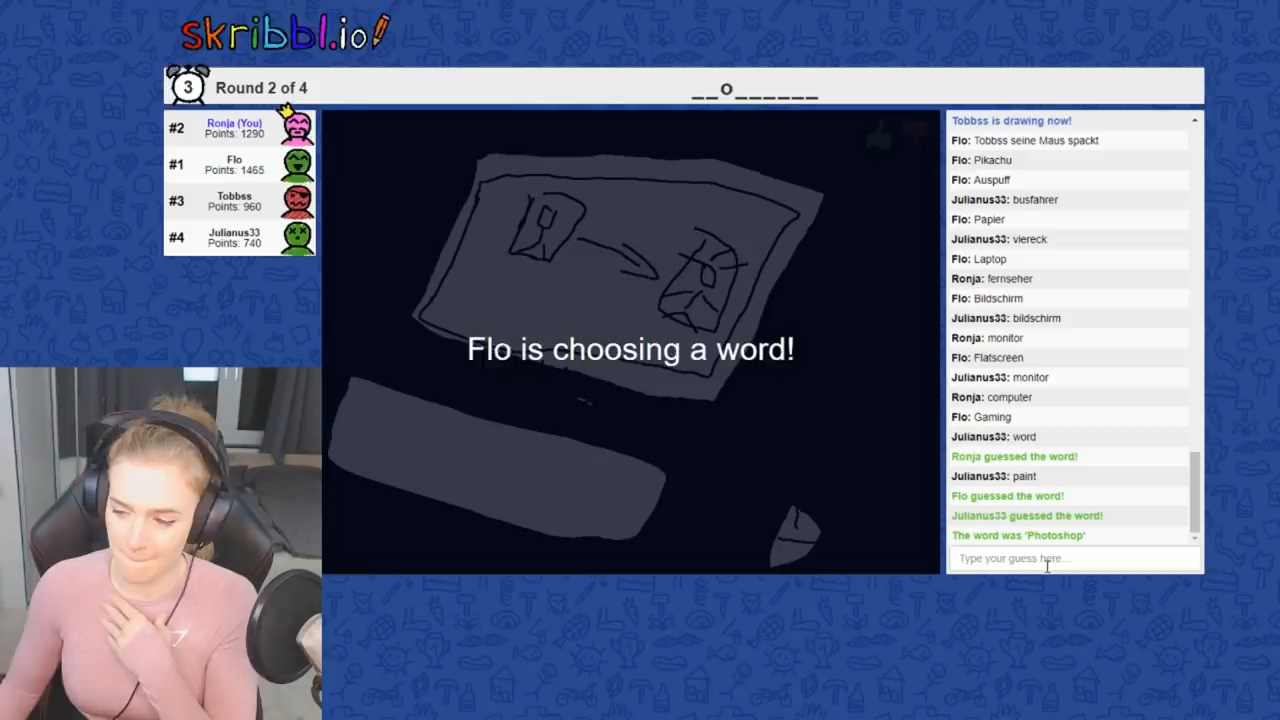 skribbl.io
3
Round 2 of 4
__o______
#2
Ronja (You)
Points: 1290
#1
Flo
Points: 1465
#3
Tobbss
Points: 960
#4
Julianus33
Points: 740
Flo is choosing a word!
Tobbss is drawing now!
Flo: Tobbss seine Maus spackt
Flo: Pikachu
Flo: Auspuff
Julianus33: busfahrer
Flo: Papier
Julianus33: viereck
Flo: Laptop
Ronja: fernseher
Flo: Bildschirm
Julianus33: bildschirm
Ronja: monitor
Flo: Flatscreen
Julianus33: monitor
Ronja: computer
Flo: Gaming
Julianus33: word
Ronja guessed the word!
Julianus33: paint
Flo guessed the word!
Julianus33 guessed the word!
The word was 'Photoshop'
Type your guess here...